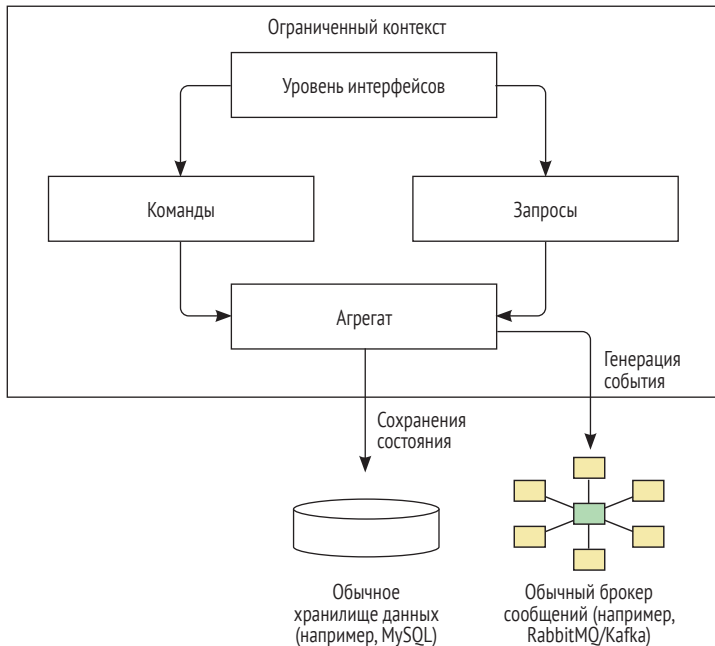 Ограниченный контекст
Уровень интерфейсов
Команды
Запросы
Агрегат
Генерация
события
Сохранения
состояния
Обычное
хранилище данных
(например, MySQL)
Обычный брокер
сообщений (например,
RabbitMQ/Kafka)